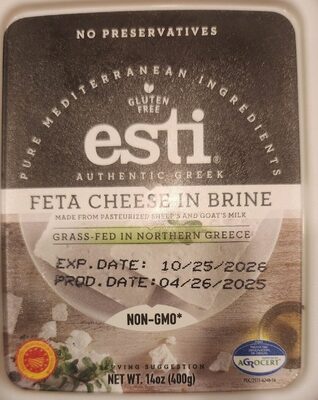 NO PRESERVATIVES
PURE MEDITERRANEAN INGREDIENTS
GLUTEN
FREE
esti®
AUTHENTIC GREEK
FETA CHEESE IN BRINE
MADE FROM PASTEURIZED SHEEP'S AND GOAT'S MILK
GRASS-FED IN NORTHERN GREECE
EXP.DATE: 10/25/2026
PROD.DATE:04/26/2025
NON-GMO*
AGROCERT
SERVING SUGGESTION
NET WT. 14oz (400g)